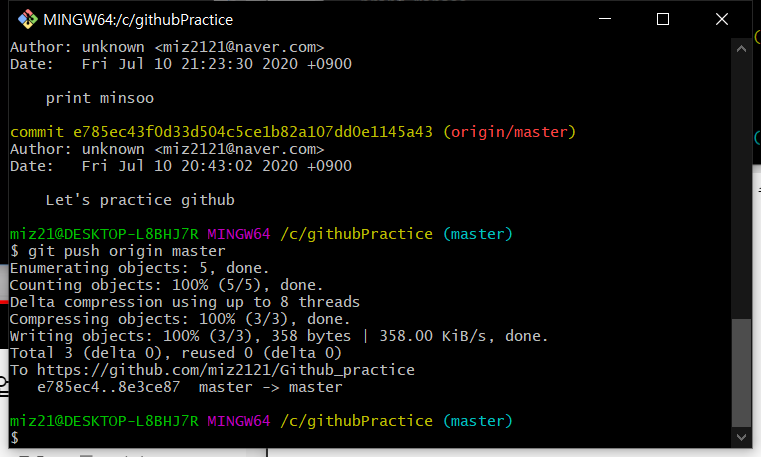 MINGW64:/c/githubPractice
Author: unknown <miz2121@naver.com>
Date:   Fri Jul 10 21:23:30 2020 +0900
    print minsoo
commit e785ec43f0d33d504c5ce1b82a107dd0e1145a43 (origin/master)
Author: unknown <miz2121@naver.com>
Date:   Fri Jul 10 20:43:02 2020 +0900
    Let's practice github
miz21@DESKTOP-L8BHJ7R MINGW64 /c/githubPractice (master)
$ git push origin master
Enumerating objects: 5, done.
Counting objects: 100% (5/5), done.
Delta compression using up to 8 threads
Compressing objects: 100% (3/3), done.
Writing objects: 100% (3/3), 358 bytes | 358.00 KiB/s, done.
Total 3 (delta 0), reused 0 (delta 0)
To https://github.com/miz2121/Github_practice
   e785ec4..8e3ce87  master -> master
miz21@DESKTOP-L8BHJ7R MINGW64 /c/githubPractice (master)
$